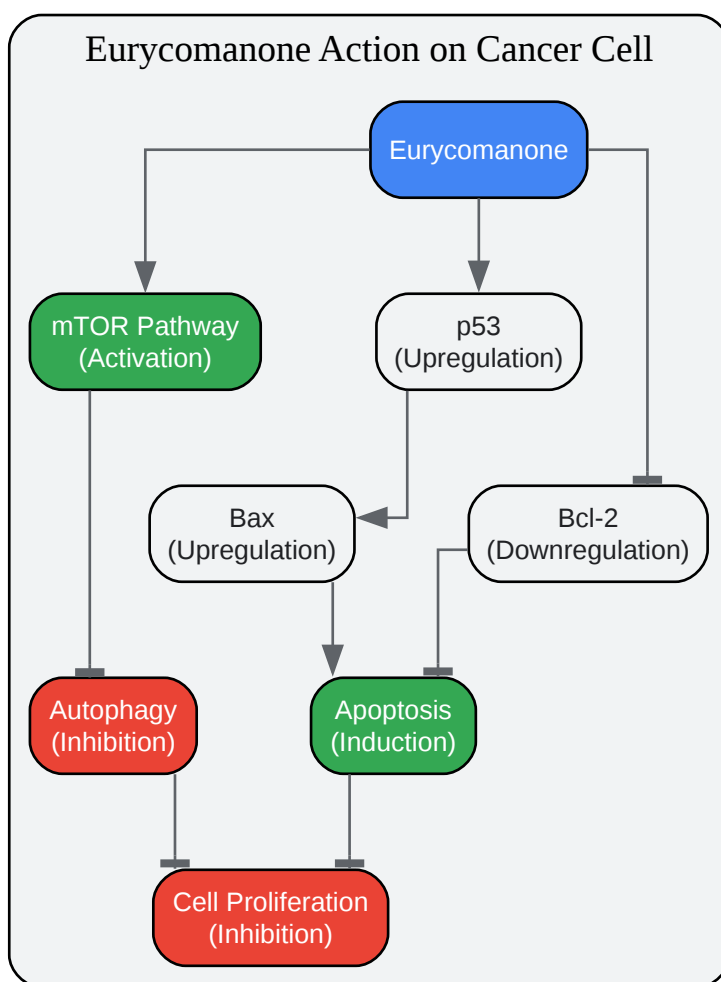 Eurycomanone Action on Cancer Cell
Eurycomanone
mTOR Pathway
(Activation)
p53
(Upregulation)
Bax
(Upregulation)
Bcl-2
(Downregulation)
Autophagy
(Inhibition)
Apoptosis
(Induction)
Cell Proliferation
(Inhibition)